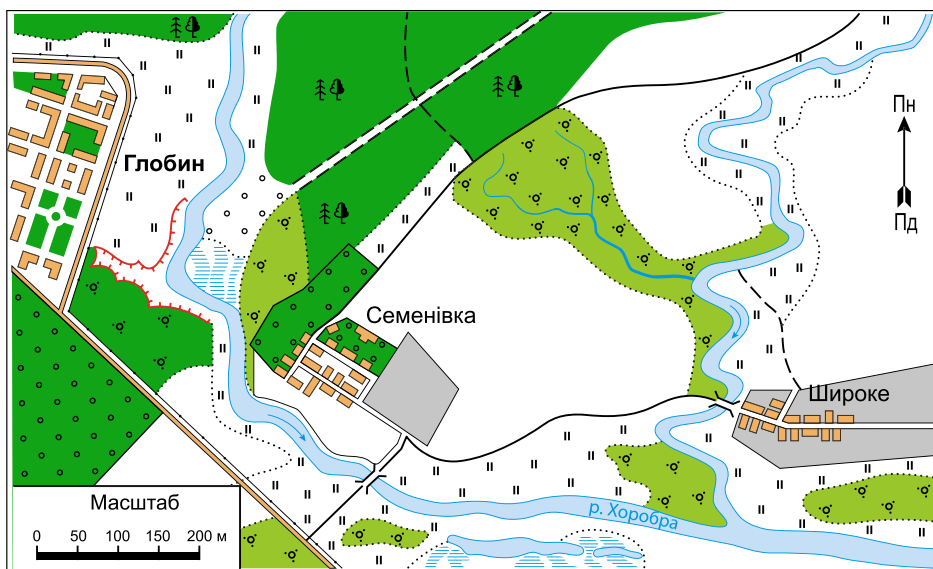 Глобин
Пн
Пд
Семенівка
Широке
р. Хоробра
Масштаб
0 50 100 150 200 м